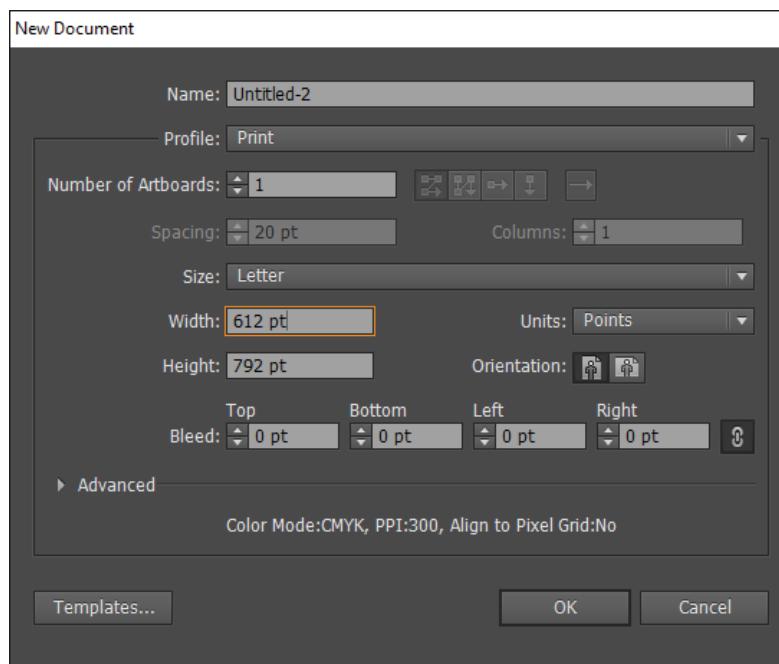 New Document
Name: Untitled-2
Profile: Print
Number of Artboards: 1
Spacing: 20 pt Columns: 1
Size: Letter
Width: 612 pt Units: Points
Height: 792 pt Orientation:
Top Bottom Left Right
Bleed: 0 pt 0 pt 0 pt 0 pt
Advanced
Color Mode:CMYK, PPI:300, Align to Pixel Grid:No
Templates... OK Cancel